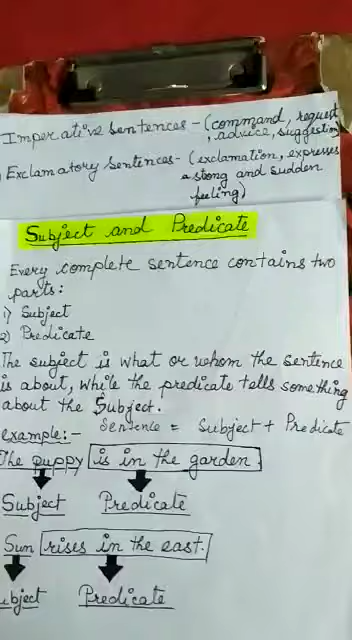 Imperative sentences - (command, request
, advice, suggestion
Exclamatory sentences - (exclamation, expresses
a stong and sudden
feeling)
Subject and Predicate
Every complete sentence contains two
parts:
1) Subject
2) Predicate
The subject is what or whom the sentence
is about, while the predicate tells something
about the Subject.
Sentence = Subject + Predicate
example:-
The puppy is in the garden.
Subject Predicate
Sun rises in the east.
ubject Predicate